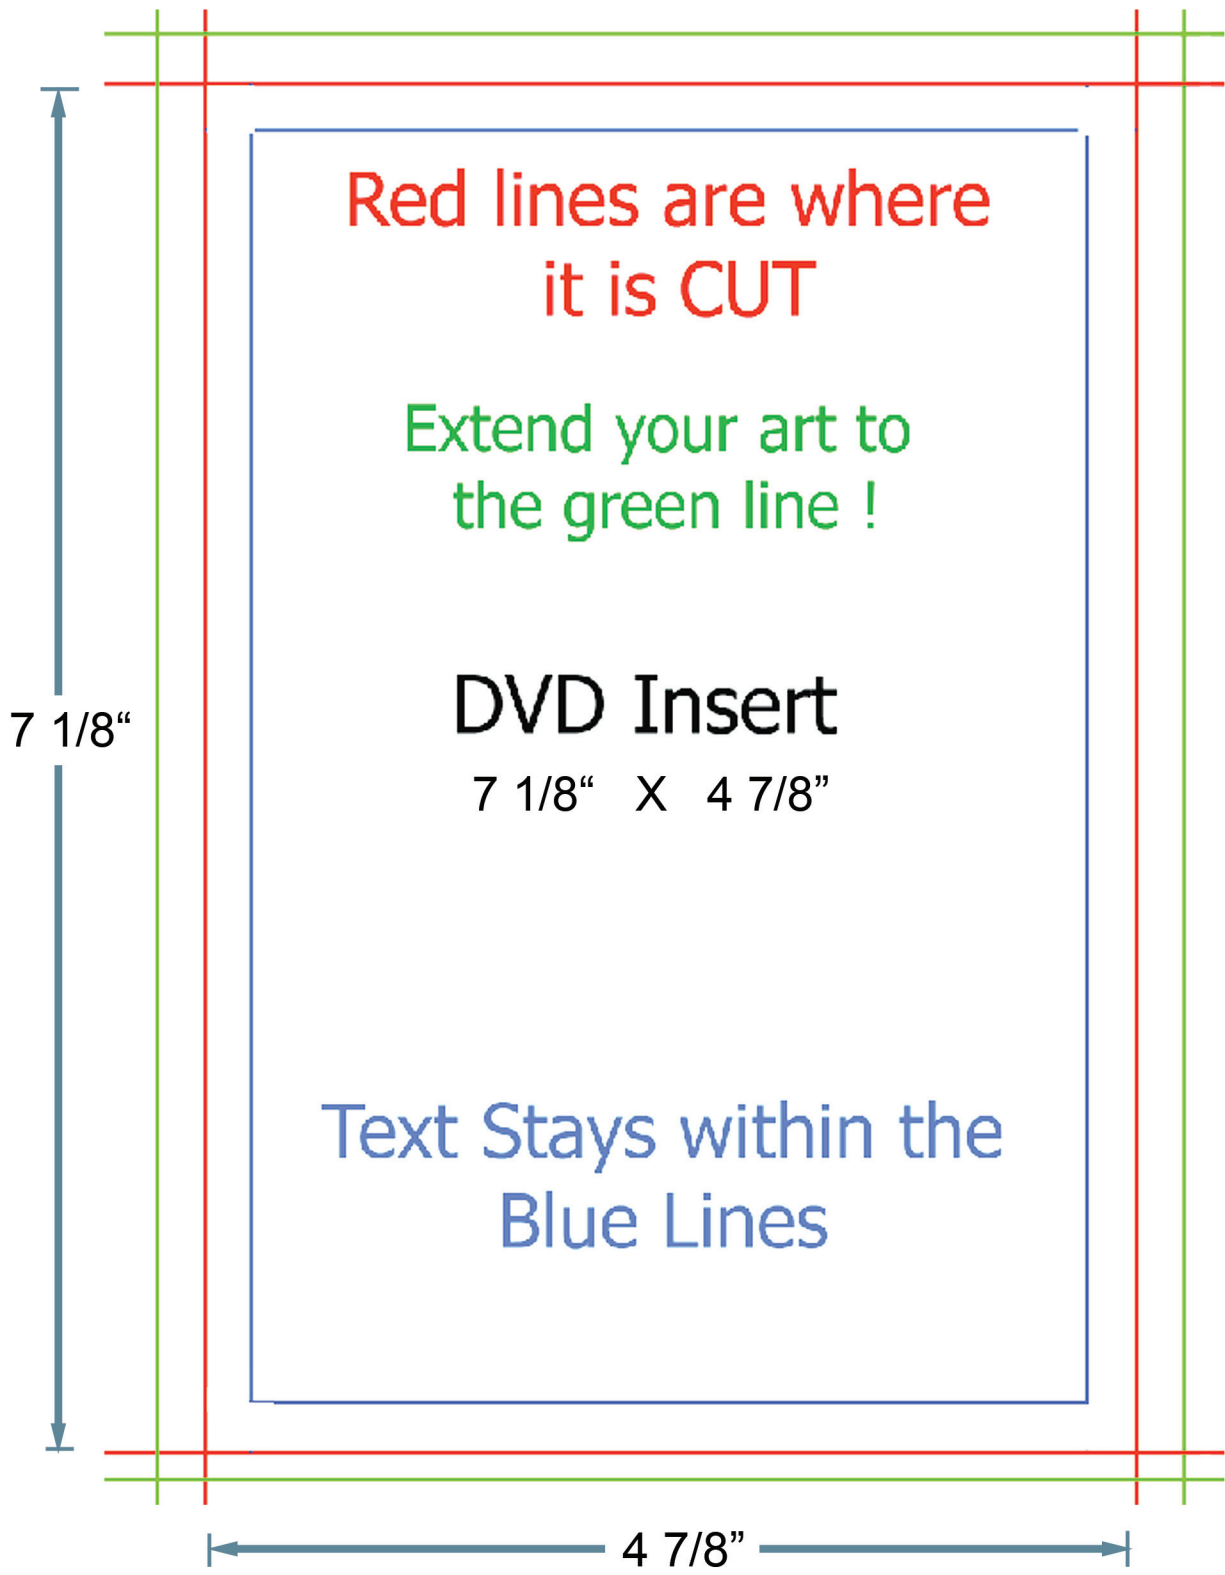 Red lines are where
it is CUT
Extend your art to
the green line !
DVD Insert
7 1/8“
7 1/8“ X 4 7/8”
Text Stays within the
Blue Lines
4 7/8”